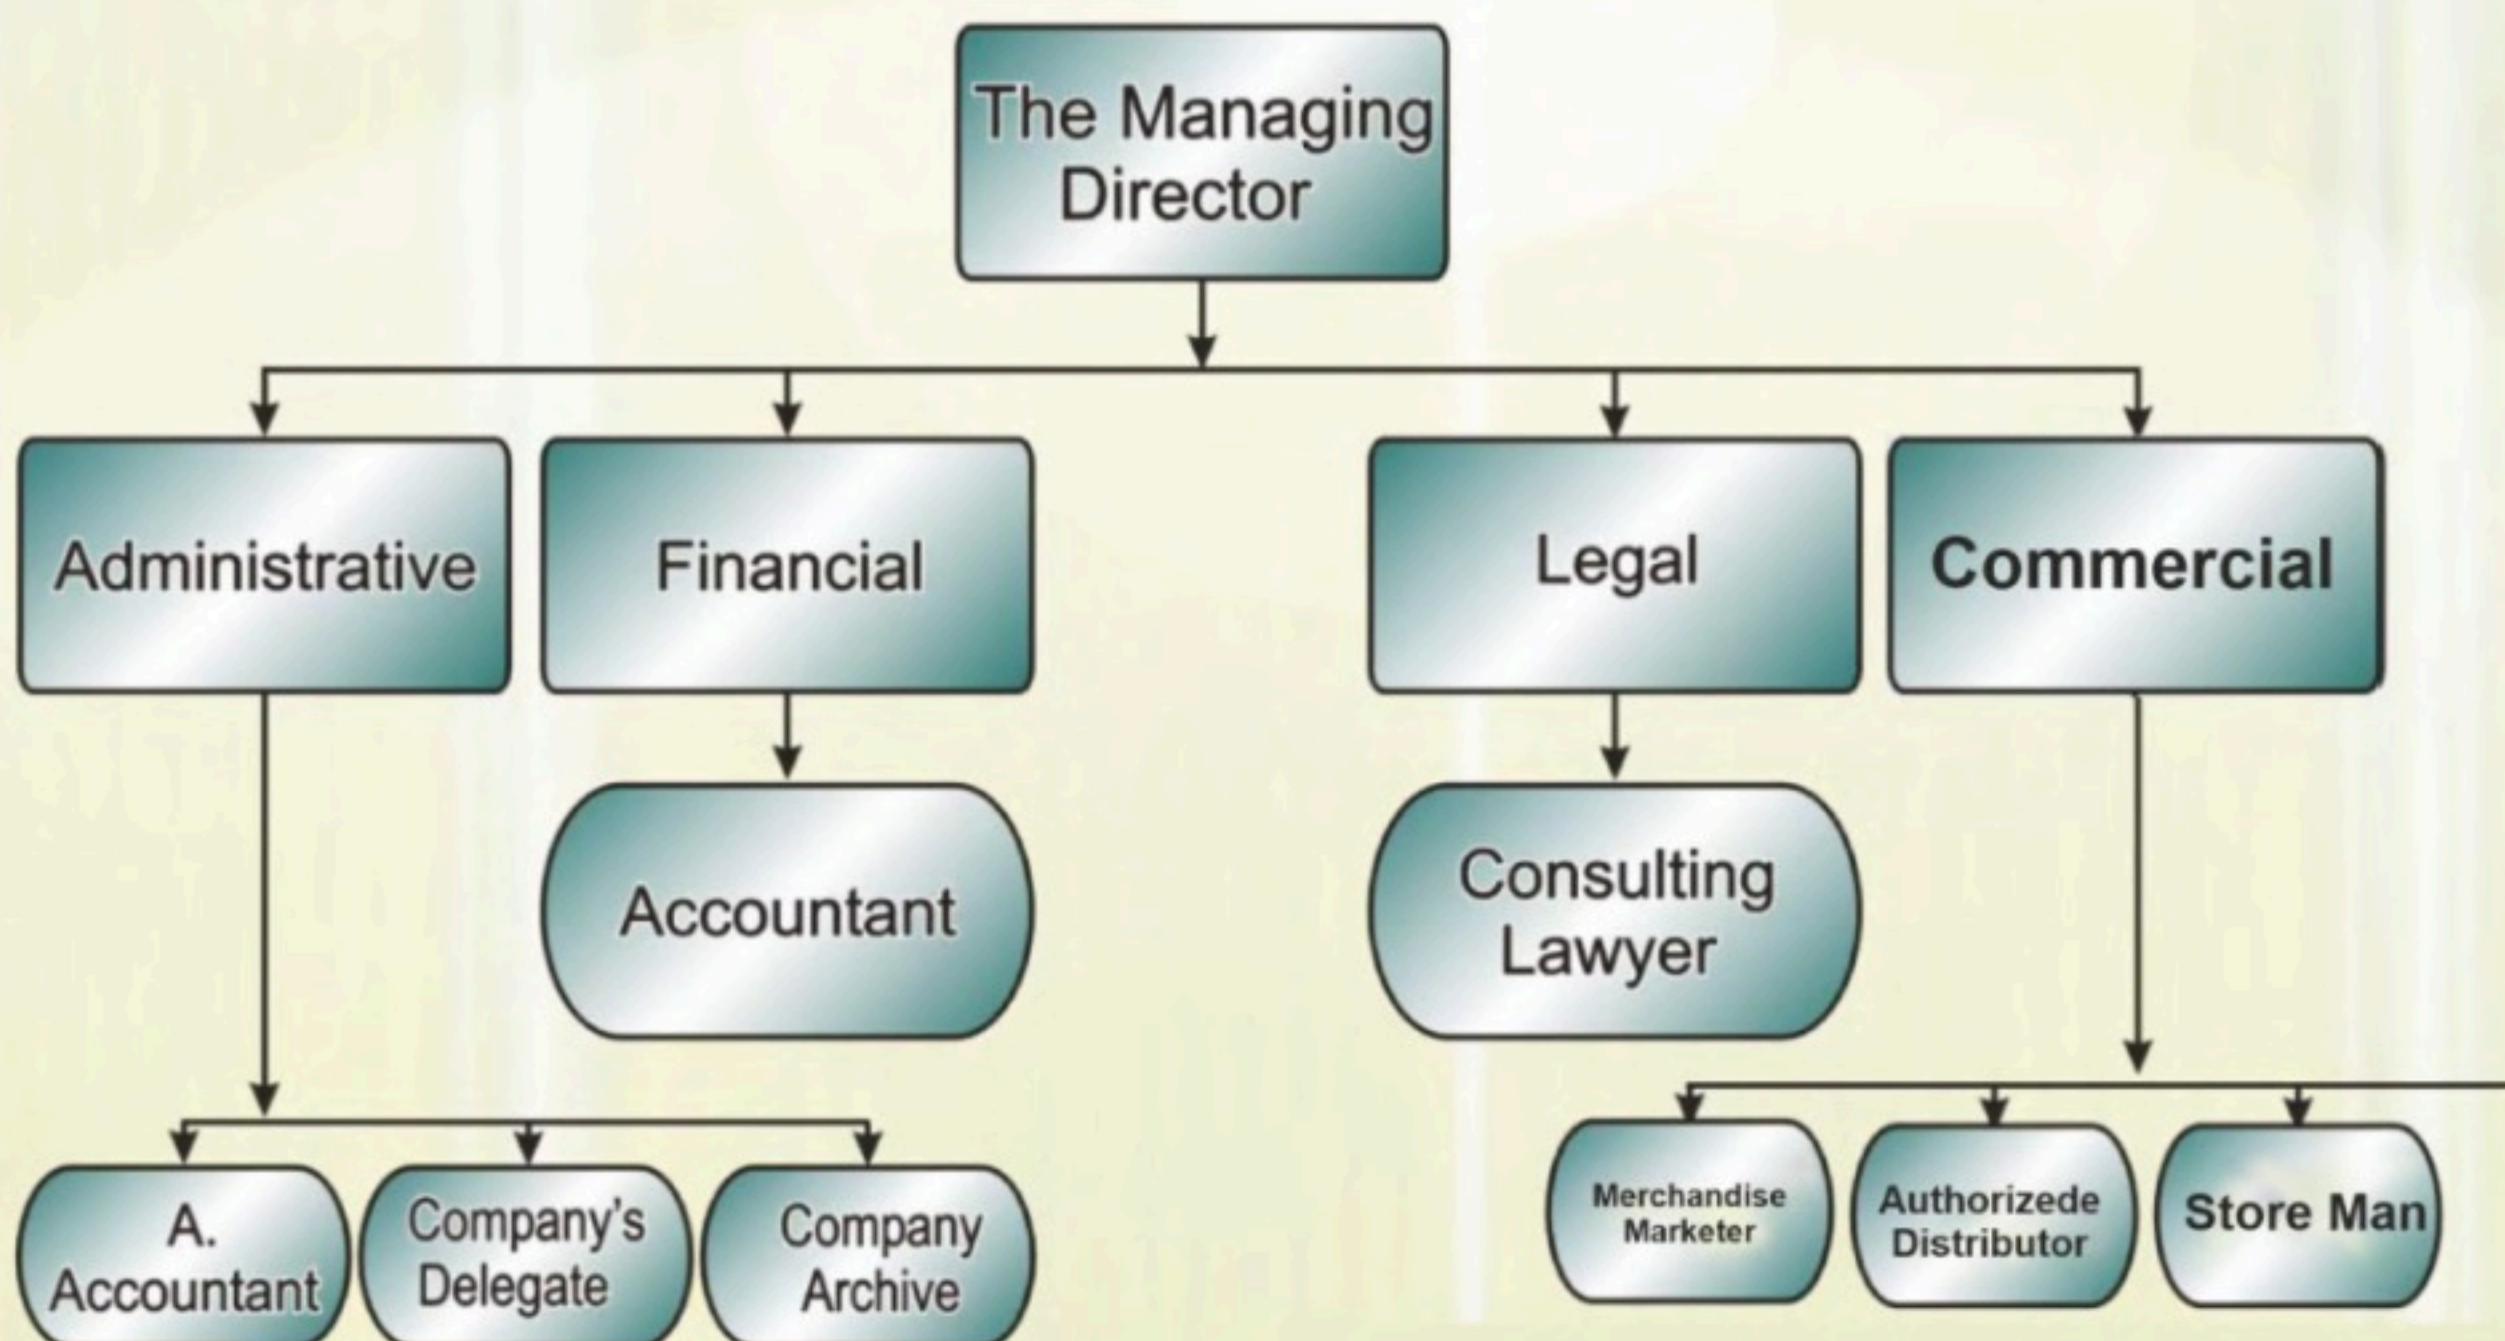 The Managing
Director
Administrative
Financial
Legal
Commercial
Accountant
Consulting
Lawyer
A.
Accountant
Company's
Delegate
Company
Archive
Merchandise
Marketer
Authorizede
Distributor
Store Man